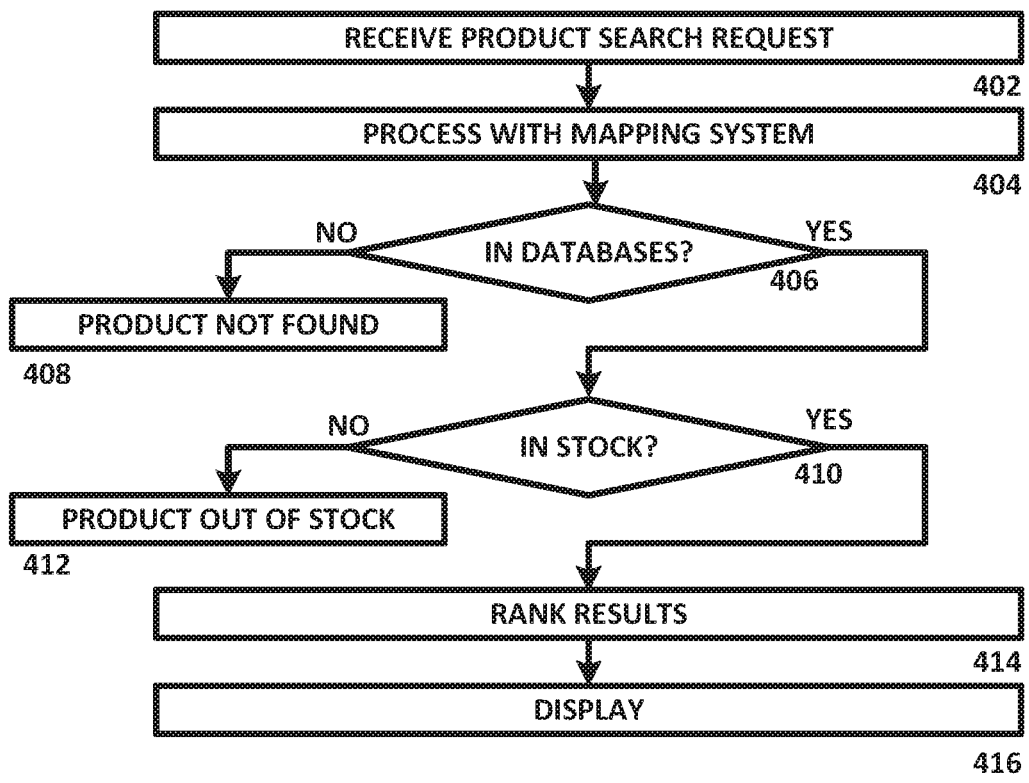 RECEIVE PRODUCT SEARCH REQUEST
402
PROCESS WITH MAPPING SYSTEM
404
NO
YES
IN DATABASES?
406
PRODUCT NOT FOUND
408
NO
YES
IN STOCK?
410
PRODUCT OUT OF STOCK
412
RANK RESULTS
414
DISPLAY
416